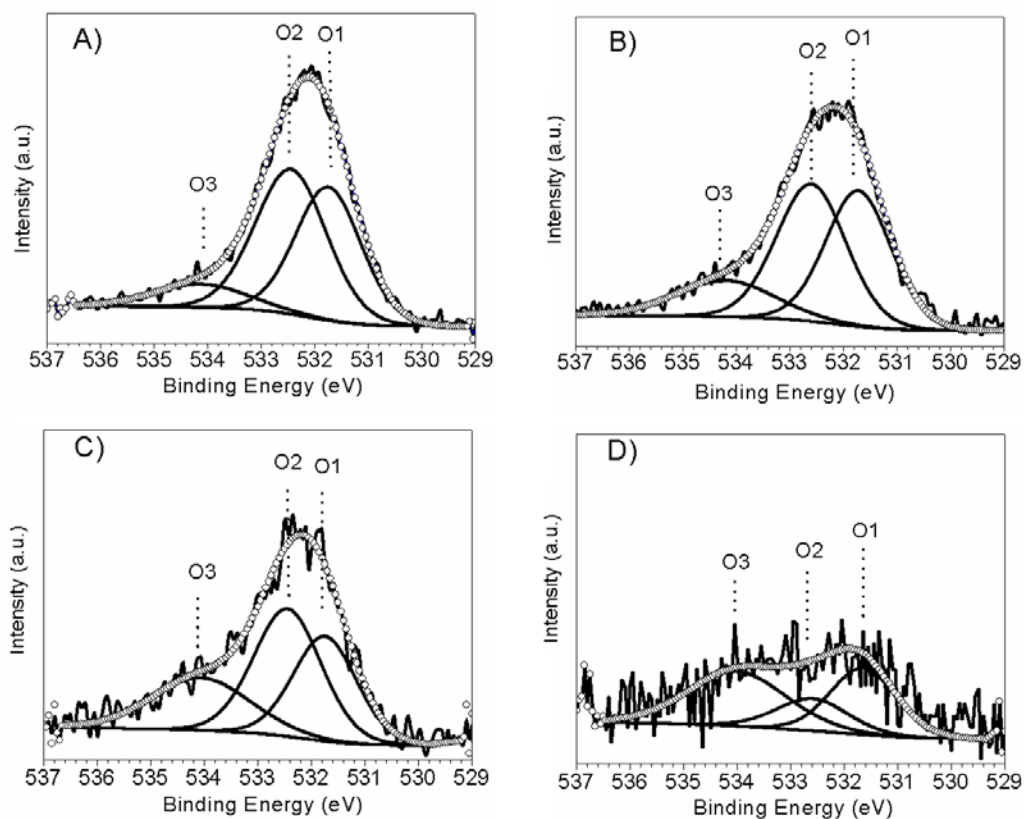 A)
O2 O1
O3
Intensity (a.u.)
537 536 535 534 533 532 531 530 529
Binding Energy (eV)
B)
O1
O2
O3
Intensity (a.u.)
537 536 535 534 533 532 531 530 529
Binding Energy (eV)
C)
O2 O1
O3
Intensity (a.u.)
537 536 535 534 533 532 531 530 529
Binding Energy (eV)
D)
O1
O2
O3
Intensity (a.u.)
537 536 535 534 533 532 531 530 529
Binding Energy (eV)